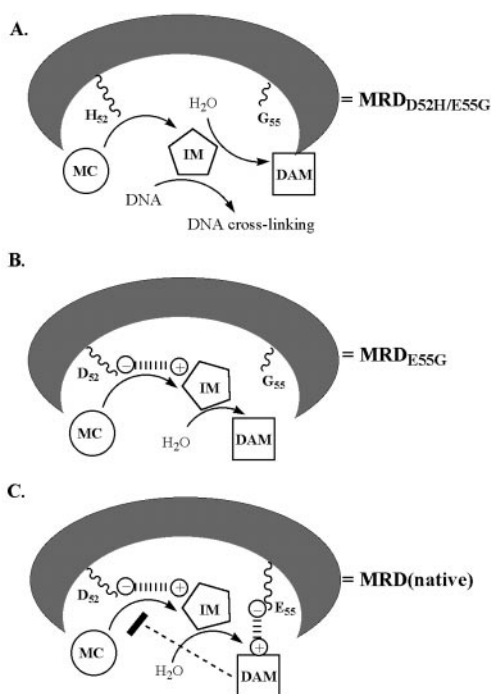 A.
H52
H2O
G55
= MRDD52H/E55G
MC
IM
DAM
DNA
DNA cross-linking
B.
D52
−
+
IM
G55
= MRDE55G
MC
H2O
DAM
C.
D52
−
+
IM
−
E55
= MRD(native)
MC
H2O
+
DAM